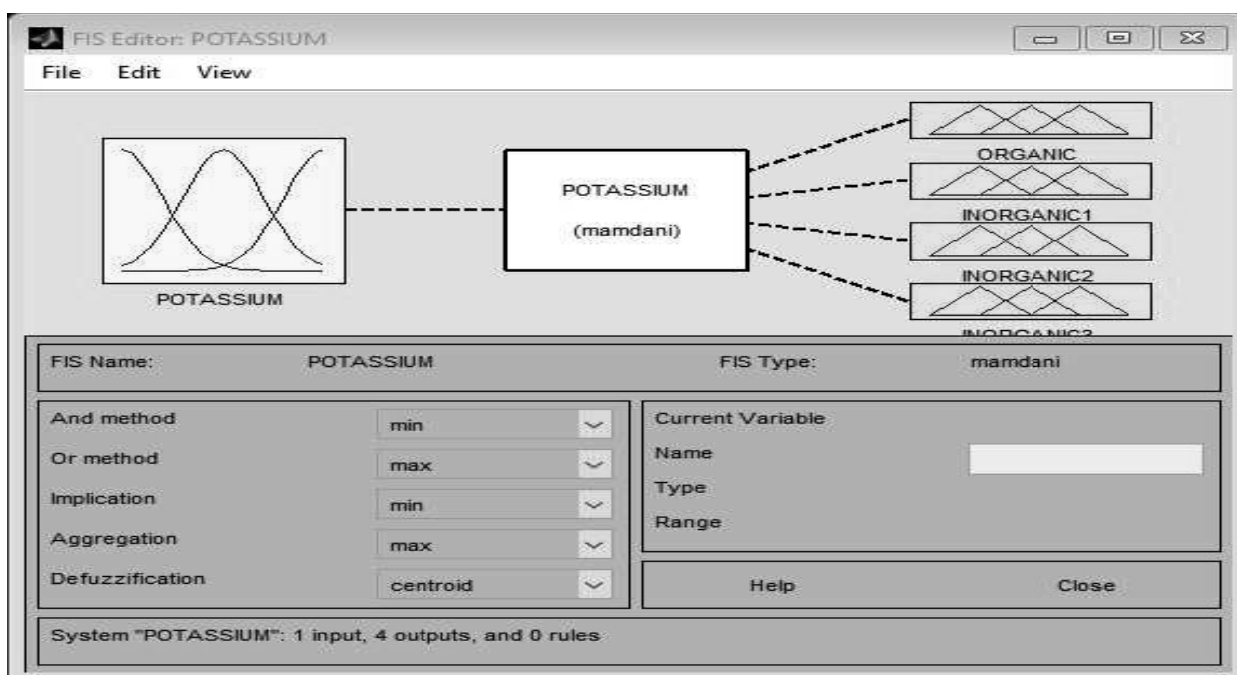 FIS Editor: POTASSIUM
File Edit View
POTASSIUM
POTASSIUM
(mamdani)
ORGANIC
INORGANIC1
INORGANIC2
INORGANIC3
FIS Name: POTASSIUM FIS Type: mamdani
And method min
Or method max
Implication min
Aggregation max
Defuzzification centroid
Current Variable
Name
Type
Range
Help Close
System "POTASSIUM": 1 input, 4 outputs, and 0 rules